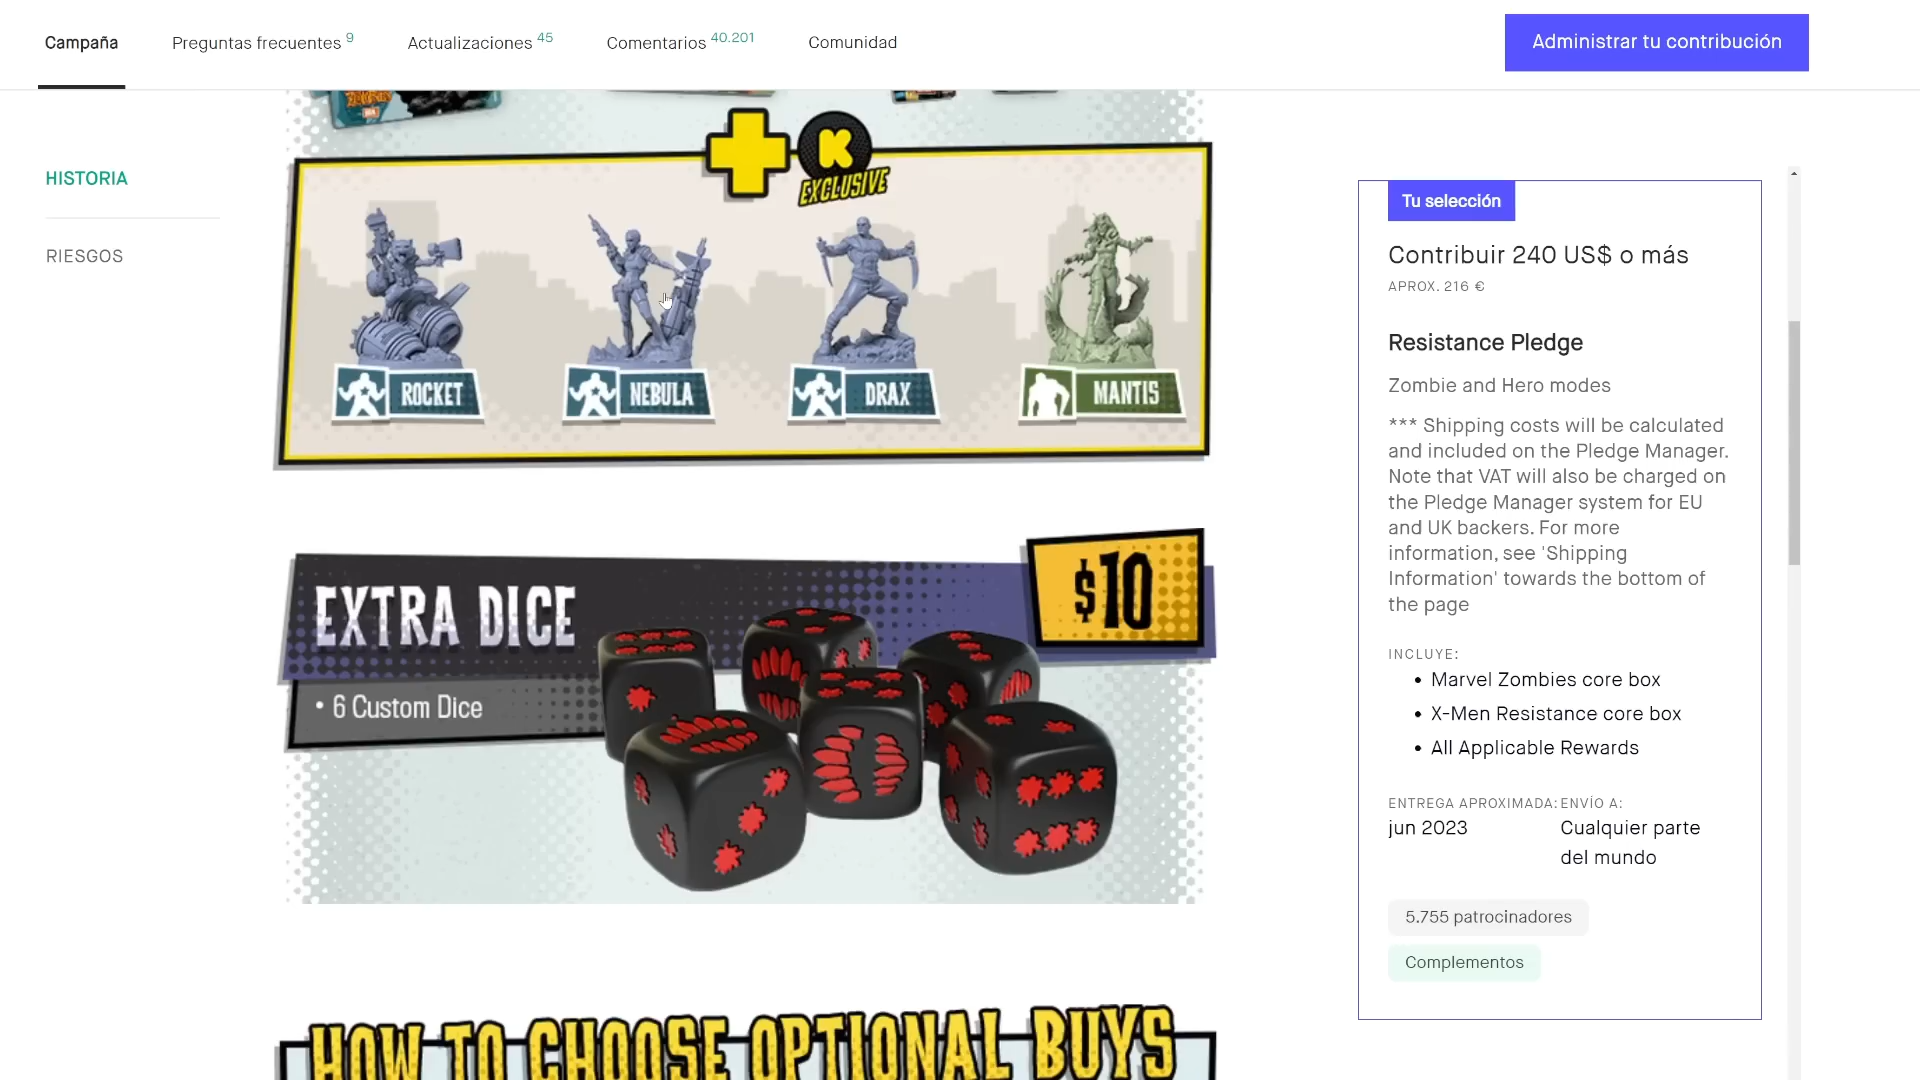 Campaña
Preguntas frecuentes 9
Actualizaciones 45
Comentarios 40.201
Comunidad
Administrar tu contribución
HISTORIA
RIESGOS
K
EXCLUSIVE
ROCKET
NEBULA
DRAX
MANTIS
EXTRA DICE
$10
• 6 Custom Dice
HOW TO CHOOSE OPTIONAL BUYS
Tu selección
Contribuir 240 US$ o más
APROX. 216 €
Resistance Pledge
Zombie and Hero modes
*** Shipping costs will be calculated
and included on the Pledge Manager.
Note that VAT will also be charged on
the Pledge Manager system for EU
and UK backers. For more
information, see 'Shipping
Information' towards the bottom of
the page
INCLUYE:
• Marvel Zombies core box
• X-Men Resistance core box
• All Applicable Rewards
ENTREGA APROXIMADA:
jun 2023
ENVÍO A:
Cualquier parte
del mundo
5.755 patrocinadores
Complementos